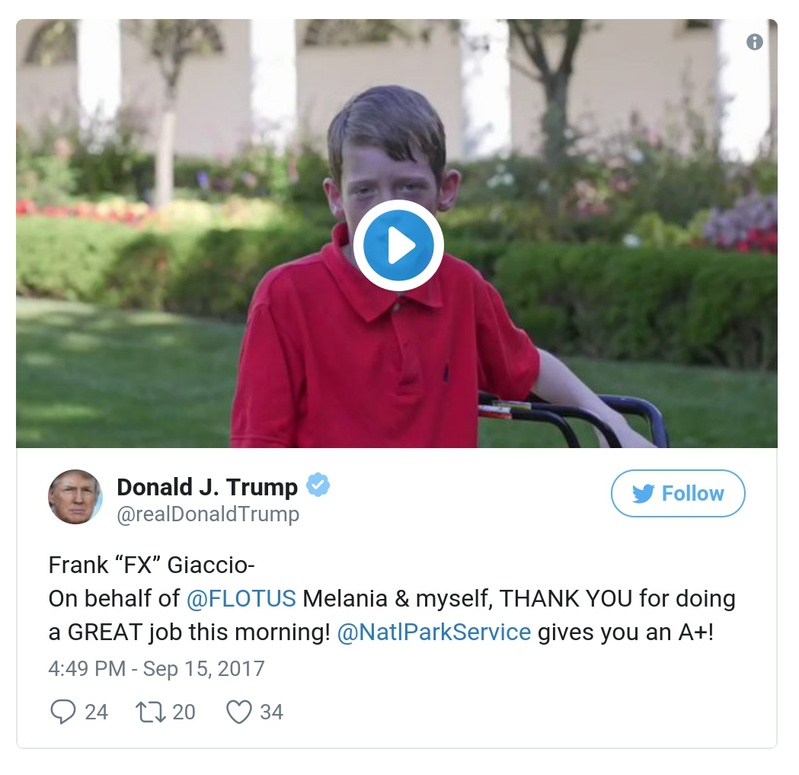 Donald J. Trump
@realDonaldTrump
Follow
Frank “FX” Giaccio-
On behalf of @FLOTUS Melania & myself, THANK YOU for doing
a GREAT job this morning! @NatlParkService gives you an A+!
4:49 PM - Sep 15, 2017
24 20 34